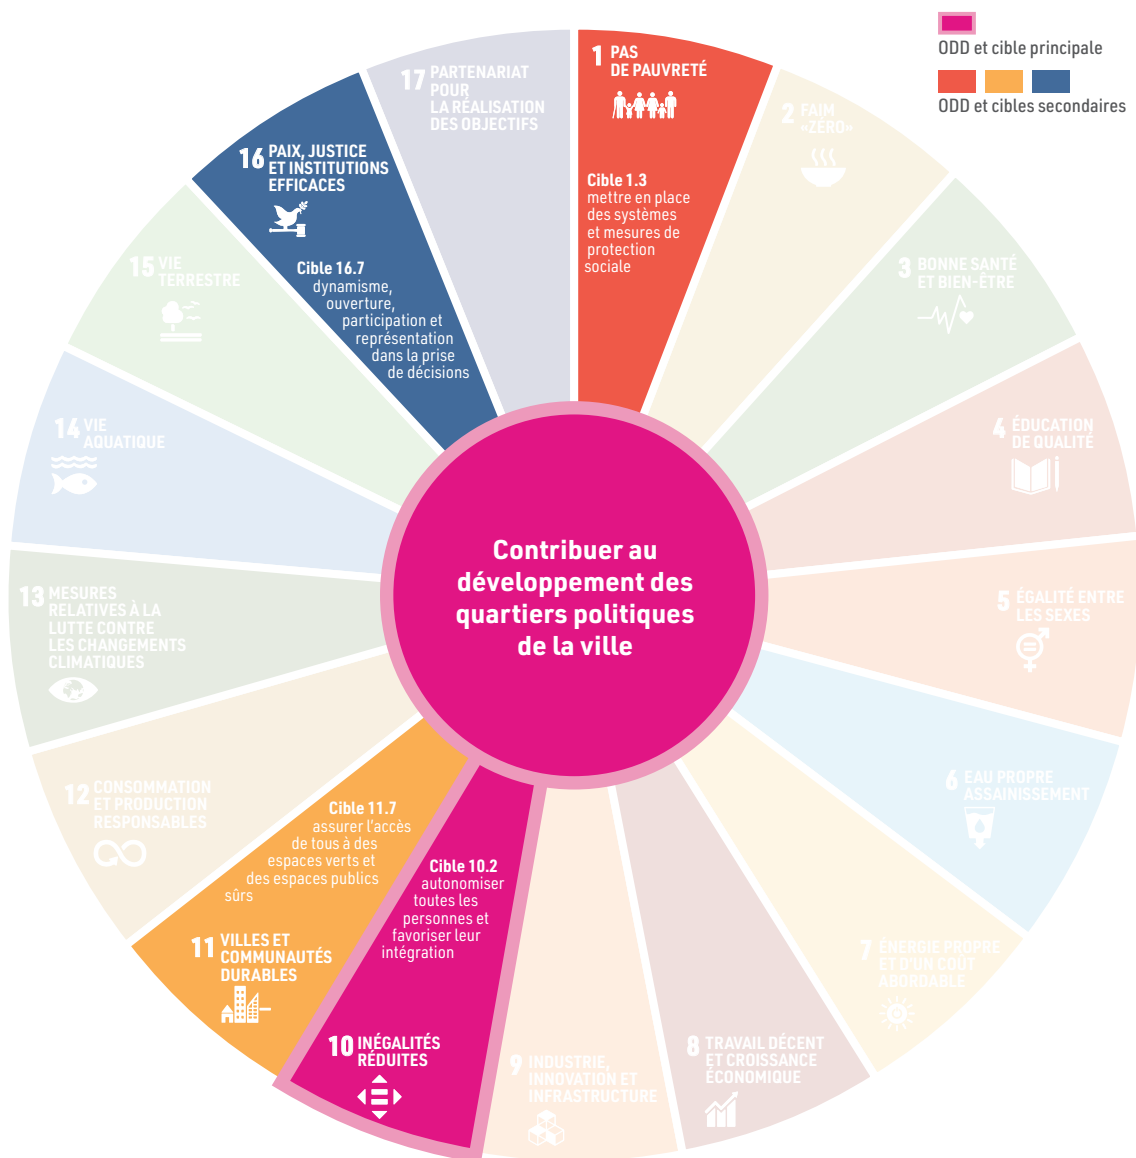 ODD et cible principale
ODD et cibles secondaires
1 PAS
DE PAUVRETÉ
Cible 1.3
mettre en place
des systèmes
et mesures de
protection
sociale
2 FAIM
«ZÉRO»
3 BONNE SANTÉ
ET BIEN-ÊTRE
4 ÉDUCATION
DE QUALITÉ
5 ÉGALITÉ ENTRE
LES SEXES
6 EAU PROPRE
ASSAINISSEMENT
7 ÉNERGIE PROPRE
ET D'UN COÛT
ABORDABLE
8 TRAVAIL DÉCENT
ET CROISSANCE
ÉCONOMIQUE
9 INDUSTRIE,
INNOVATION ET
INFRASTRUCTURE
Cible 10.2
autonomiser
toutes les
personnes et
favoriser leur
intégration
10 INÉGALITÉS
RÉDUITES
Cible 11.7
assurer l'accès
de tous à des
espaces verts et
des espaces publics
sûrs
11 VILLES ET
COMMUNAUTÉS
DURABLES
12 CONSOMMATION
ET PRODUCTION
RESPONSABLES
13 MESURES
RELATIVES À LA
LUTTE CONTRE
LES CHANGEMENTS
CLIMATIQUES
14 VIE
AQUATIQUE
15 VIE
TERRESTRE
16 PAIX, JUSTICE
ET INSTITUTIONS
EFFICACES
Cible 16.7
dynamisme,
ouverture,
participation et
représentation
dans la prise
de décisions
17 PARTENARIAT
POUR
LA RÉALISATION
DES OBJECTIFS
Contribuer au
développement des
quartiers politiques
de la ville